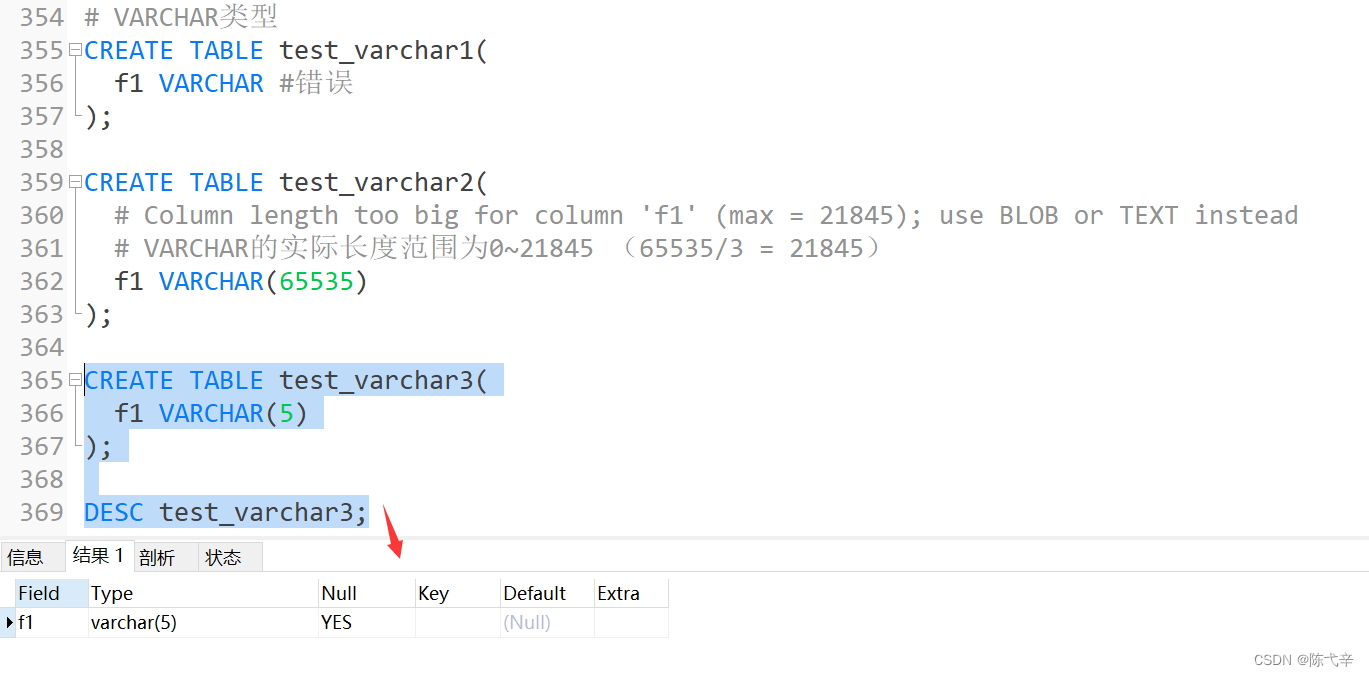 354 # VARCHAR类型
355 CREATE TABLE test_varchar1(
356 f1 VARCHAR #错误
357 );
358
359 CREATE TABLE test_varchar2(
360 # Column length too big for column 'f1' (max = 21845); use BLOB or TEXT instead
361 # VARCHAR的实际长度范围为0~21845 （65535/3 = 21845）
362 f1 VARCHAR(65535)
363 );
364
365 CREATE TABLE test_varchar3(
366 f1 VARCHAR(5)
367 );
368
369 DESC test_varchar3;
信息 结果 1 剖析 状态
Field Type Null Key Default Extra
f1 varchar(5) YES (Null)
CSDN @陈弋辛